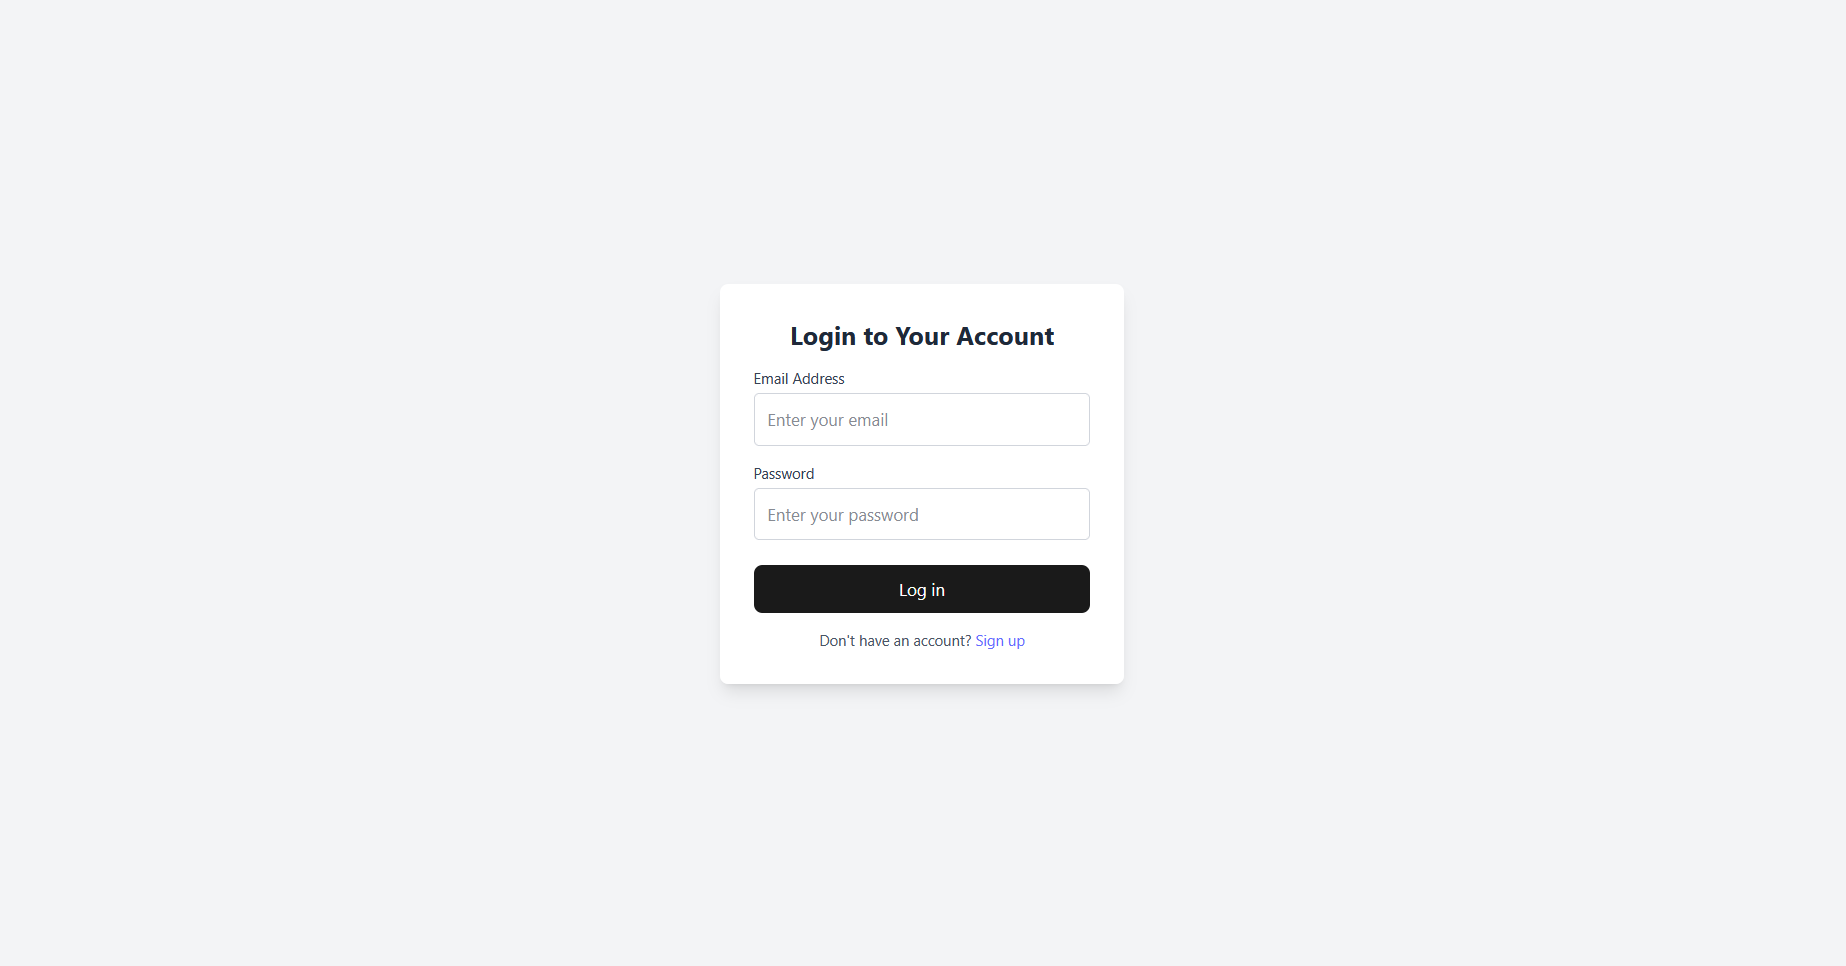 Login to Your Account
Email Address
Enter your email
Password
Enter your password
Log in
Don't have an account? Sign up